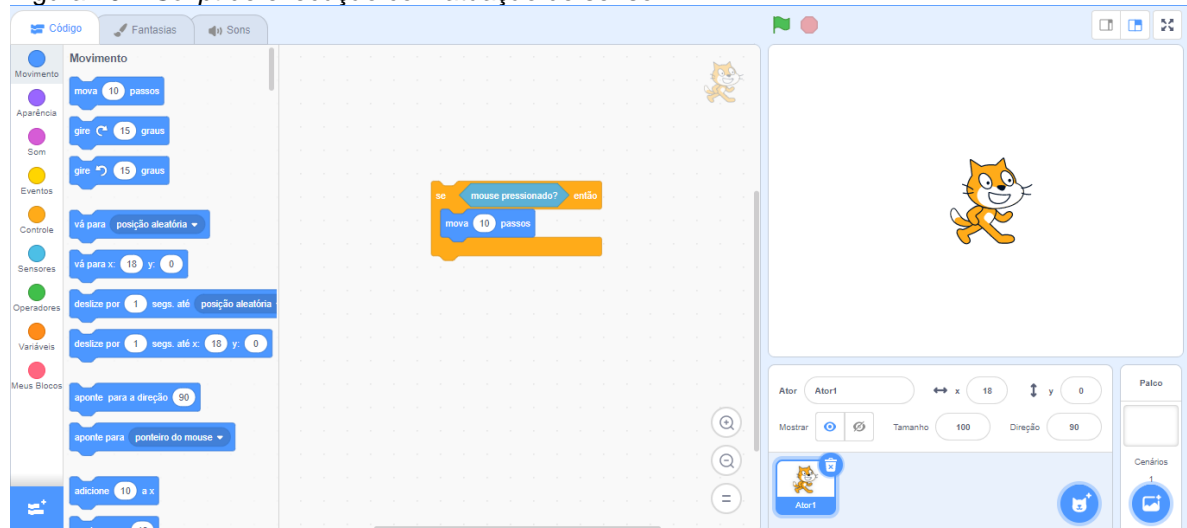 Código
Fantasias
Sons
Movimento
Movimento
Aparência
Som
Eventos
Controle
Sensores
Operadores
Variáveis
Meus Blocos
mova 10 passos
gire 15 graus
gire 15 graus
vá para posição aleatória
vá para x: 18 y: 0
deslize por 1 segs. até posição aleatória
deslize por 1 segs. até x: 18 y: 0
aponte para a direção 90
aponte para ponteiro do mouse
adicione 10 a x
se mouse pressionado? então
mova 10 passos
Ator Ator1 x 18 y 0
Mostrar Tamanho 100 Direção 90
Ator1
Palco
Cenários
1